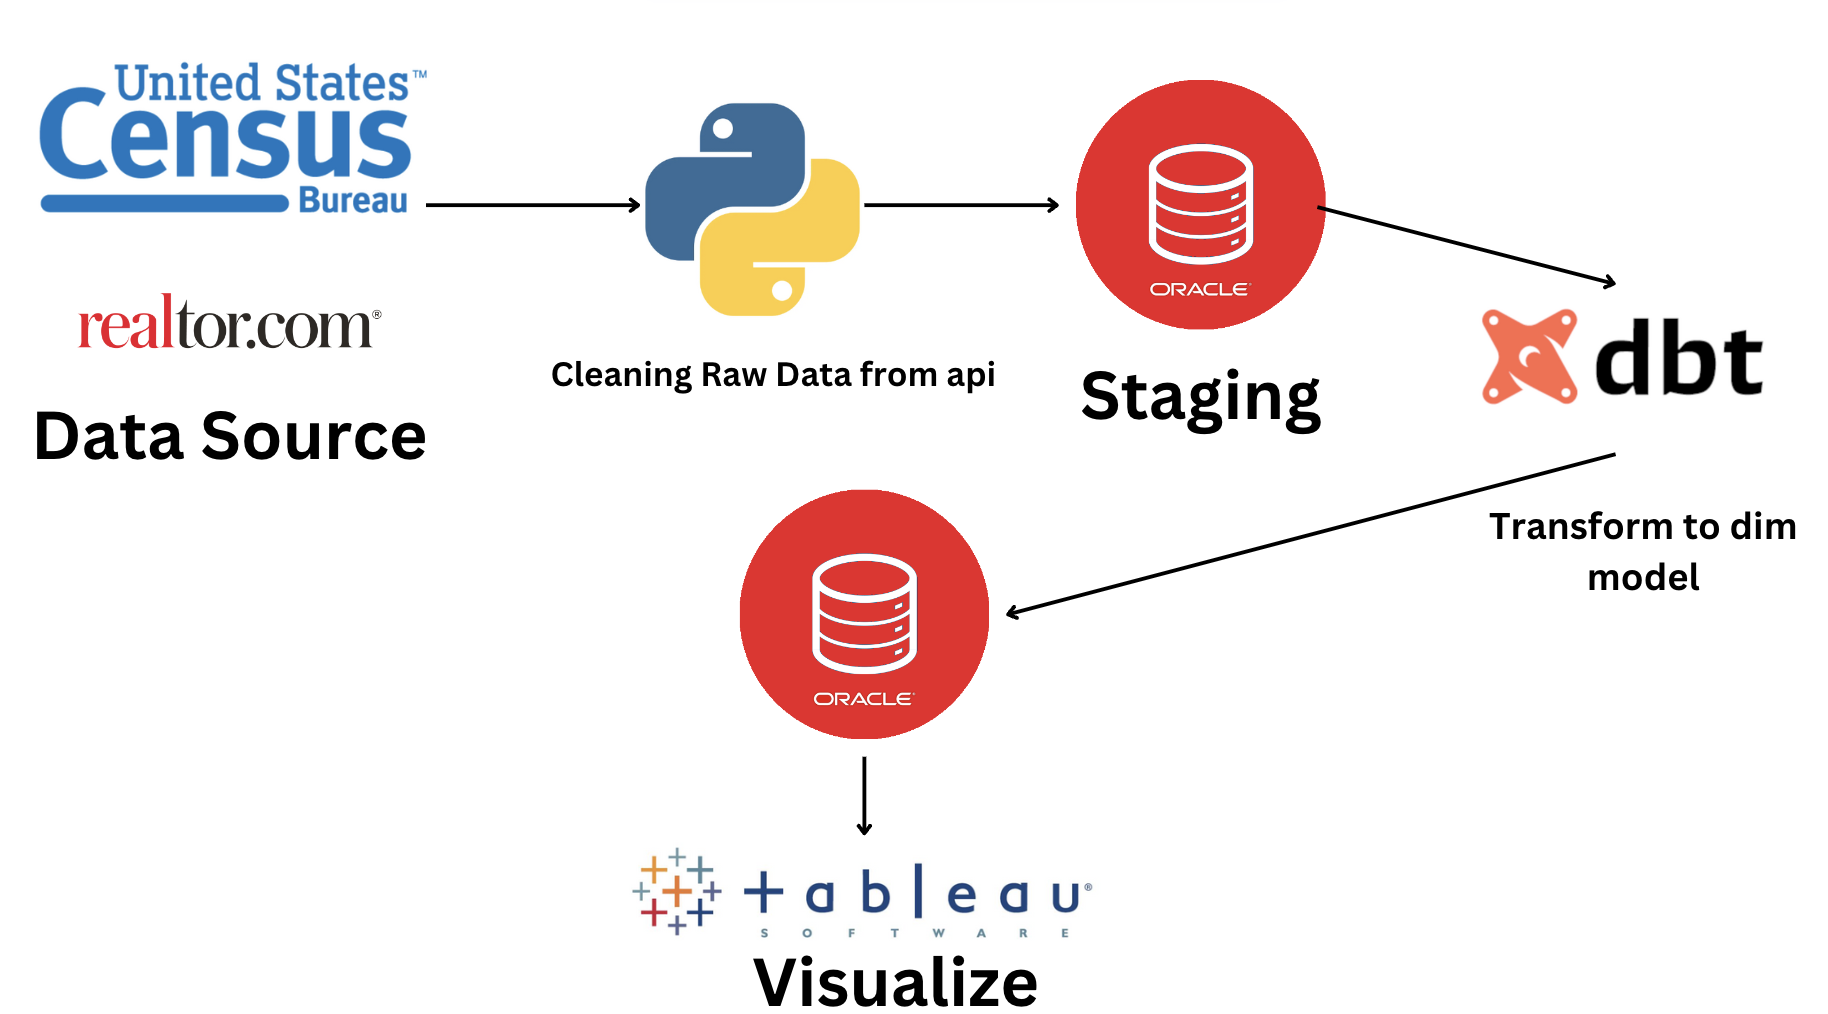 United States™
Census
Bureau
realtor.com®
Data Source
Cleaning Raw Data from api
ORACLE
Staging
dbt
Transform to dim
model
ORACLE
+ableau®
SOFTWARE
Visualize